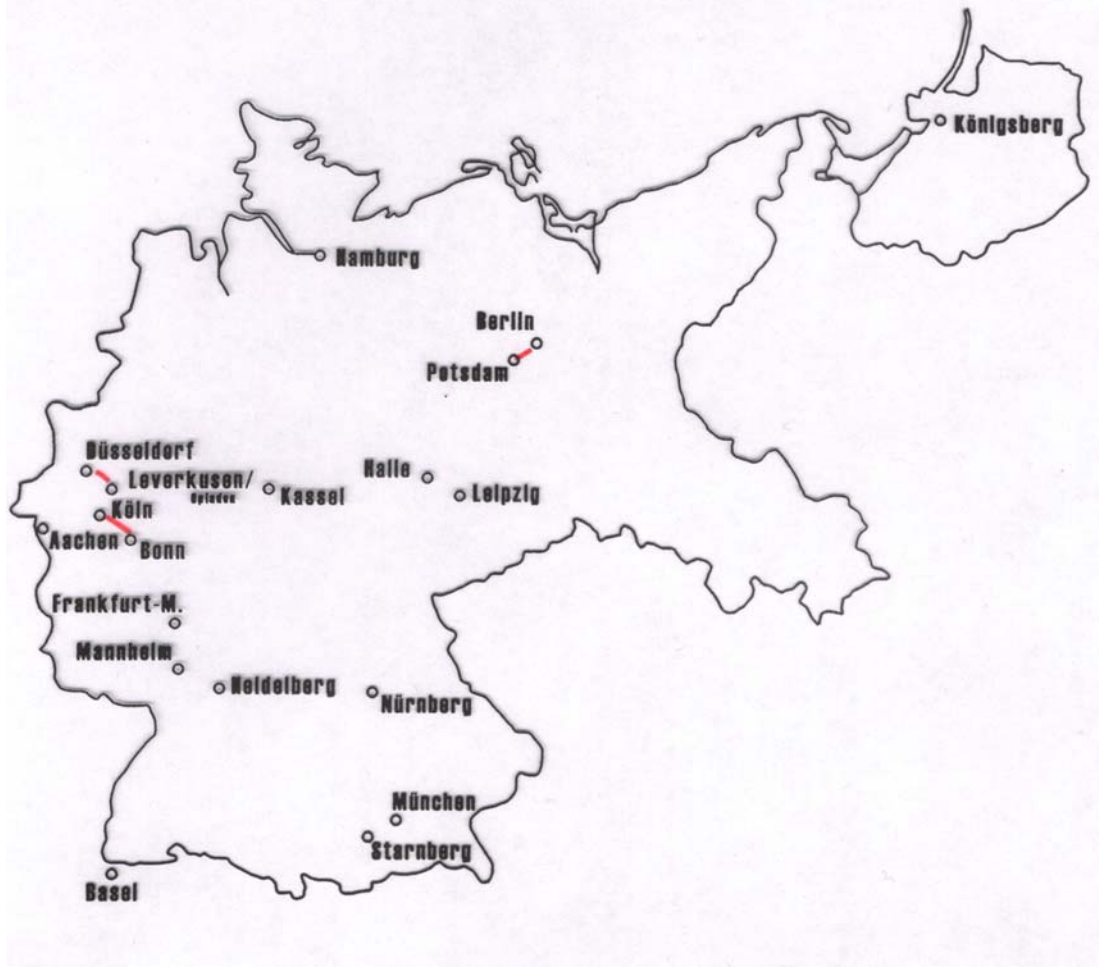 Königsberg
Hamburg
Berlin
Potsdam
Düsseldorf
Leverkusen/
Opladen
Köln
Kassel
Halle
Leipzig
Aachen
Bonn
Frankfurt-M.
Mannheim
Heidelberg
Nürnberg
München
Starnberg
Basel